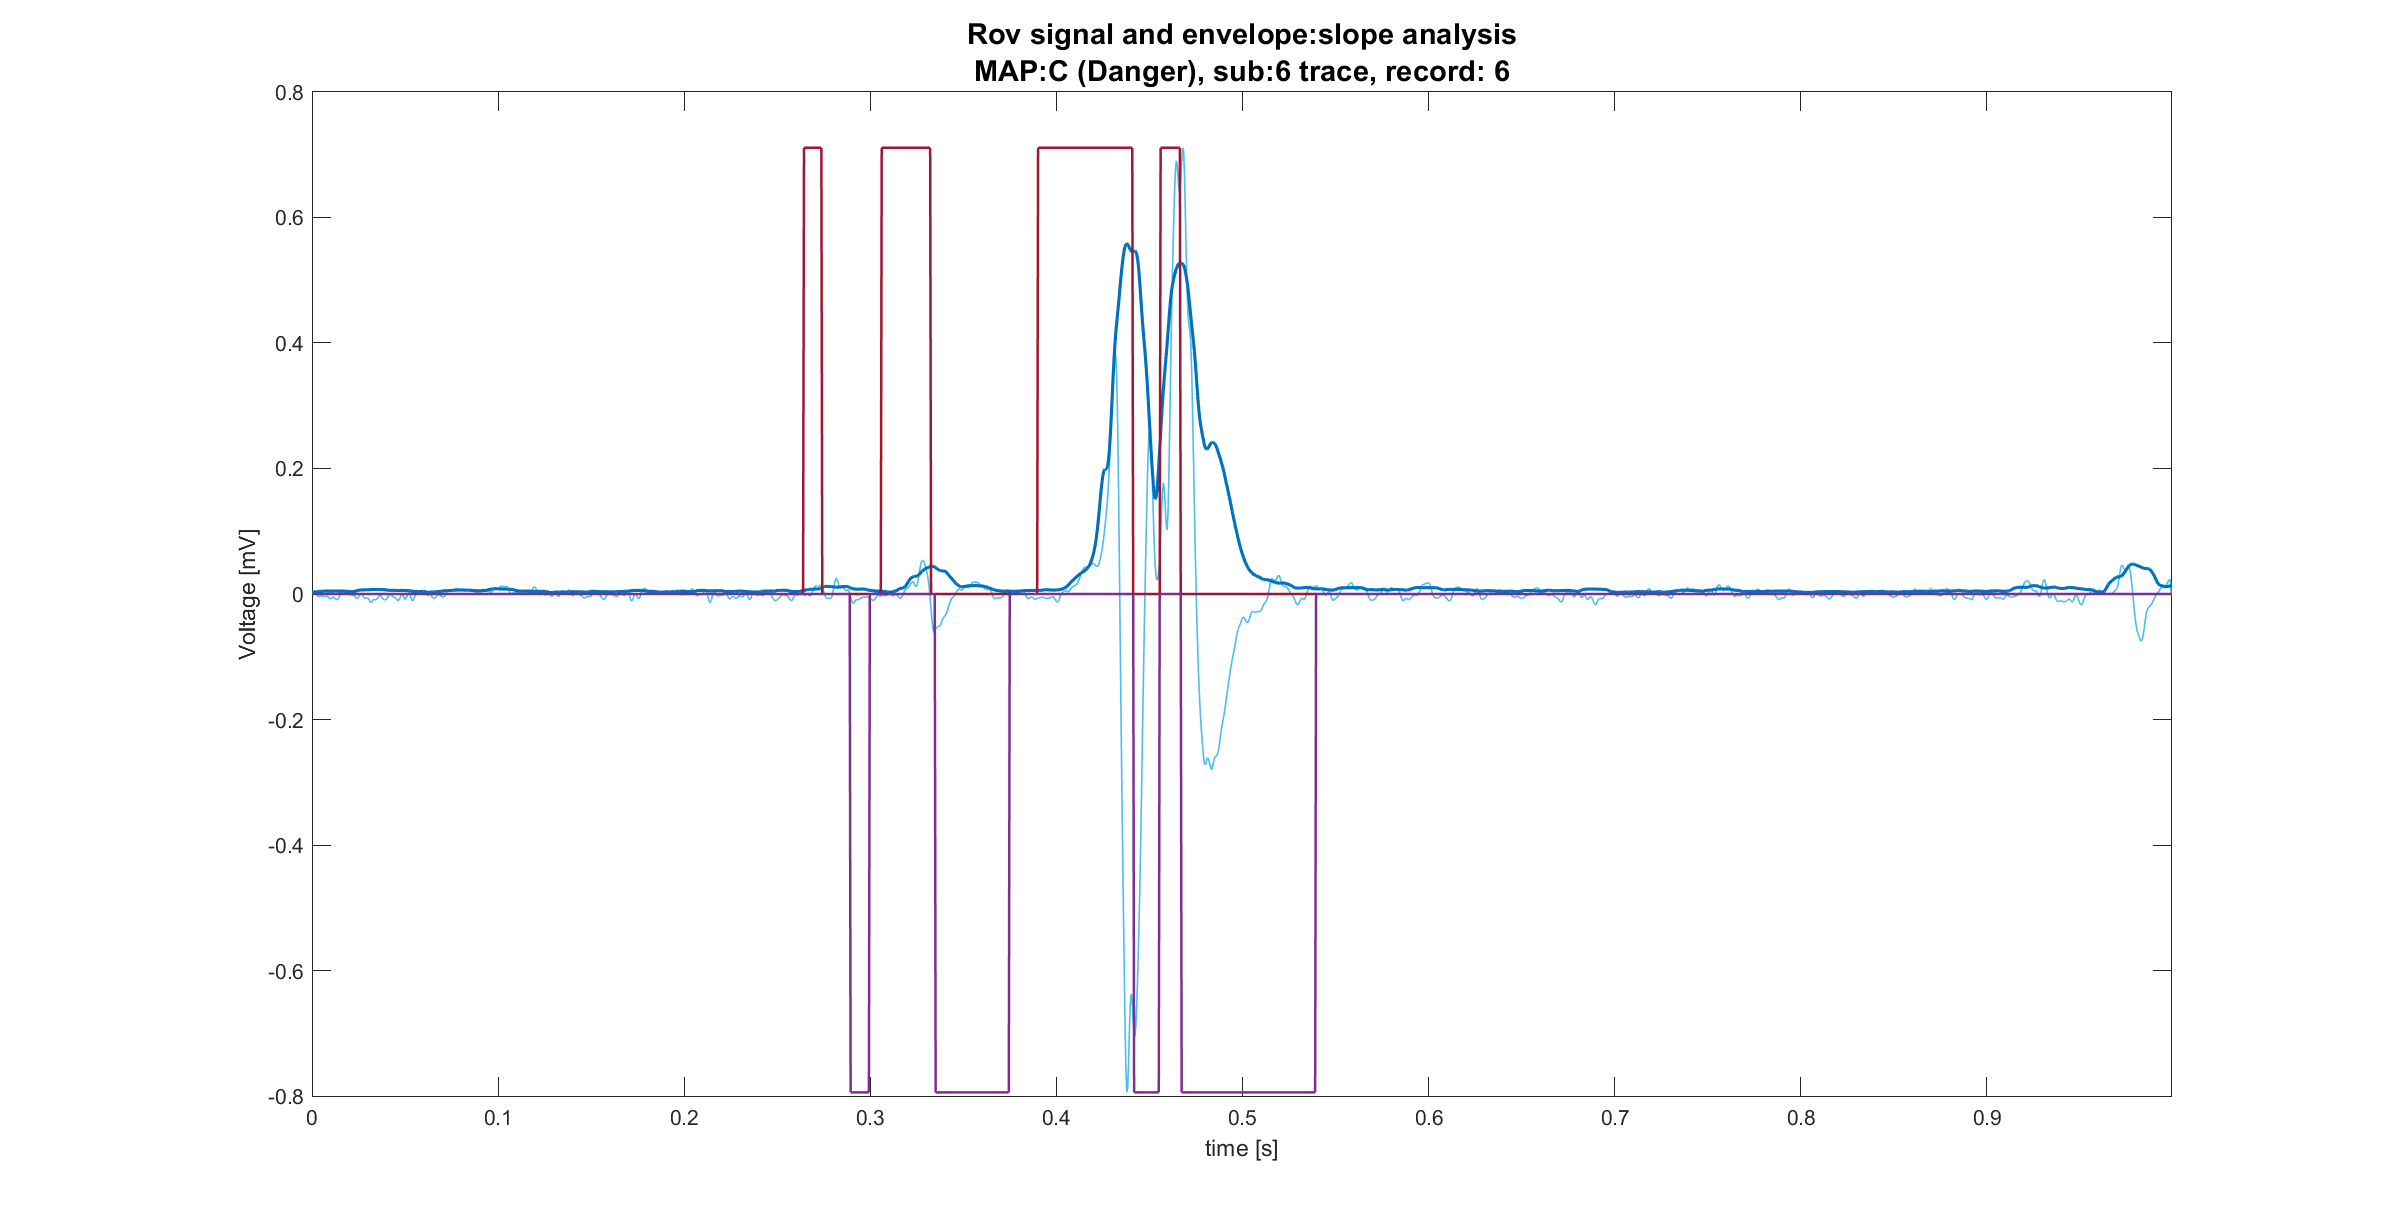 Rov signal and envelope:slope analysis
MAP:C (Danger), sub:6 trace, record: 6
0.8
0.6
0.4
0.2
0
-0.2
-0.4
-0.6
-0.8
Voltage [mV]
0 0.1 0.2 0.3 0.4 0.5 0.6 0.7 0.8 0.9
time [s]